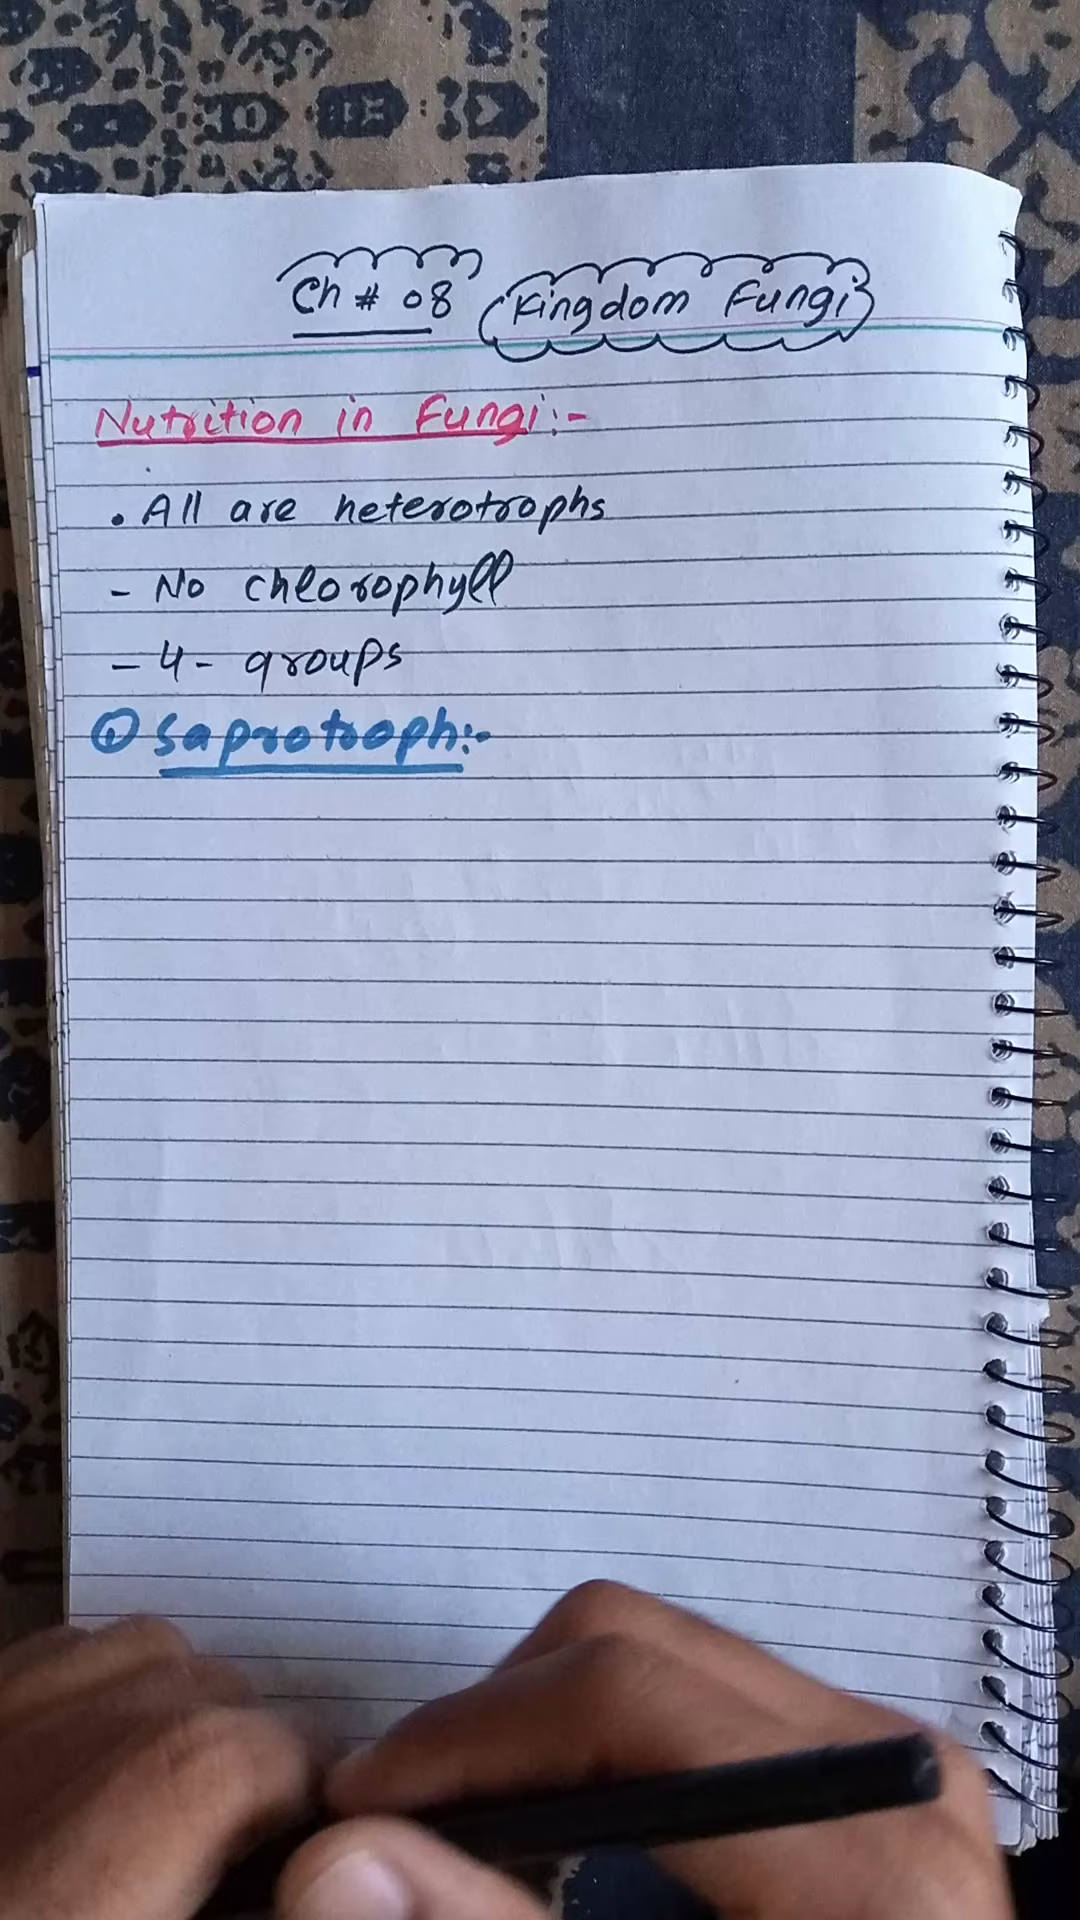 Ch # 08 Kingdom Fungi
Nutrition in Fungi:-
• All are heterotrophs
- No chlorophyll
- 4- groups
① Saprotroph:-